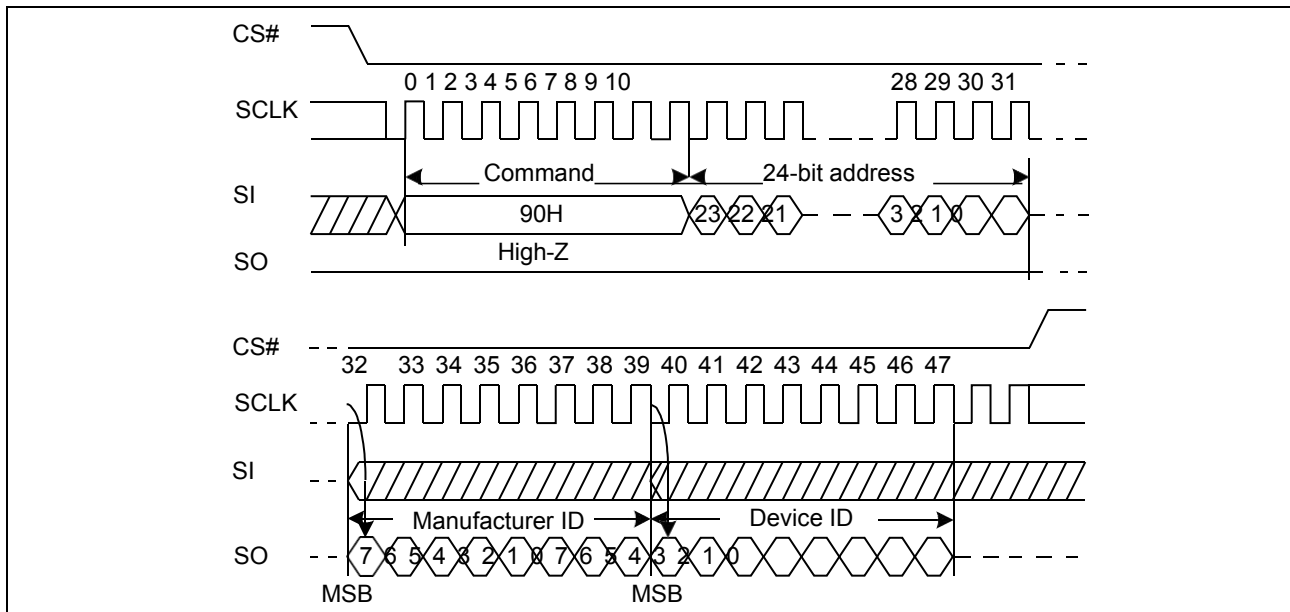 CS#
0 1 2 3 4 5 6 7 8 9 10 28 29 30 31
SCLK
Command 24-bit address
SI
90H 23 22 21 3 2 1 0
High-Z
SO
CS#
32 33 34 35 36 37 38 39 40 41 42 43 44 45 46 47
SCLK
SI
Manufacturer ID Device ID
SO 7 6 5 4 3 2 1 0 7 6 5 4 3 2 1 0
MSB MSB